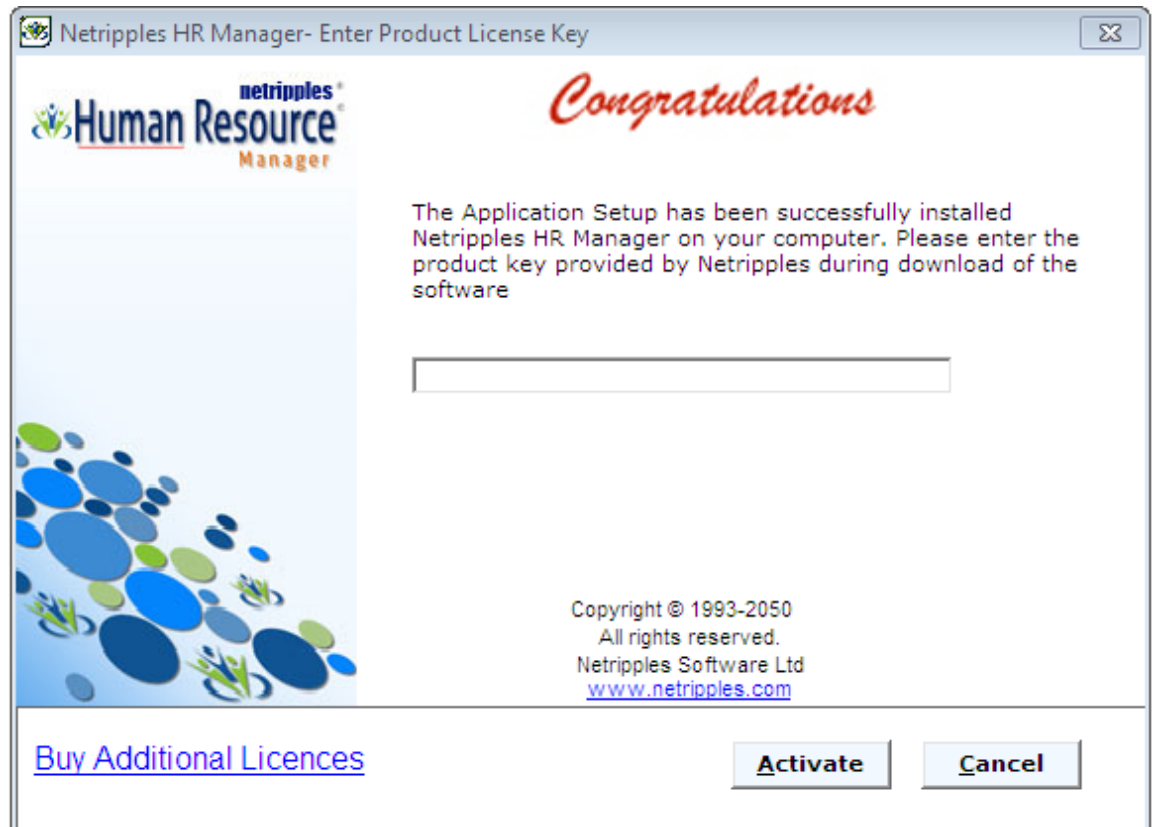 Netripples HR Manager- Enter Product License Key
netripples®
Human Resource
Manager
Congratulations
The Application Setup has been successfully installed
Netripples HR Manager on your computer. Please enter the
product key provided by Netripples during download of the
software
Copyright © 1993-2050
All rights reserved.
Netripples Software Ltd
www.netripples.com
Buy Additional Licences
Activate
Cancel